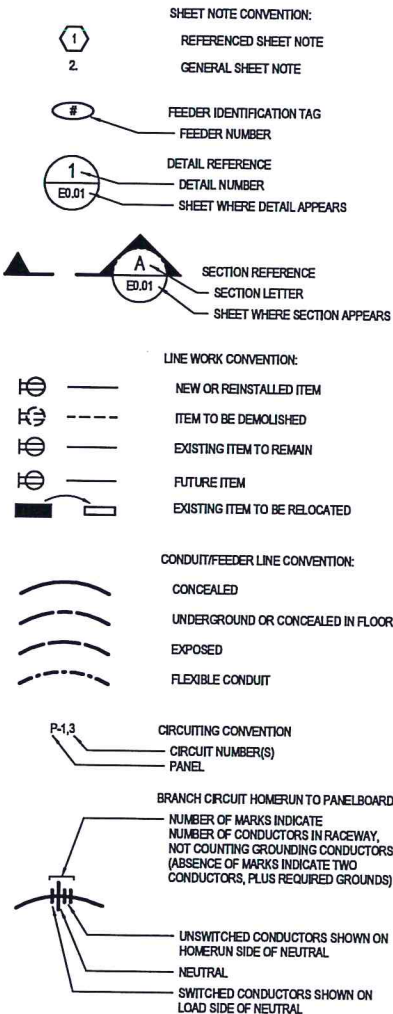 SHEET NOTE CONVENTION:
1 REFERENCED SHEET NOTE
2. GENERAL SHEET NOTE
# FEEDER IDENTIFICATION TAG
FEEDER NUMBER
DETAIL REFERENCE
1 DETAIL NUMBER
E0.01 SHEET WHERE DETAIL APPEARS
A SECTION REFERENCE
E0.01 SECTION LETTER
SHEET WHERE SECTION APPEARS
LINE WORK CONVENTION:
NEW OR REINSTALLED ITEM
ITEM TO BE DEMOLISHED
EXISTING ITEM TO REMAIN
FUTURE ITEM
EXISTING ITEM TO BE RELOCATED
CONDUIT/FEEDER LINE CONVENTION:
CONCEALED
UNDERGROUND OR CONCEALED IN FLOOR
EXPOSED
FLEXIBLE CONDUIT
P-1,3 CIRCUITING CONVENTION
CIRCUIT NUMBER(S)
PANEL
BRANCH CIRCUIT HOMERUN TO PANELBOARD
NUMBER OF MARKS INDICATE
NUMBER OF CONDUCTORS IN RACEWAY,
NOT COUNTING GROUNDING CONDUCTORS
(ABSENCE OF MARKS INDICATE TWO
CONDUCTORS, PLUS REQUIRED GROUNDS)
UNSWITCHED CONDUCTORS SHOWN ON
HOMERUN SIDE OF NEUTRAL
NEUTRAL
SWITCHED CONDUCTORS SHOWN ON
LOAD SIDE OF NEUTRAL